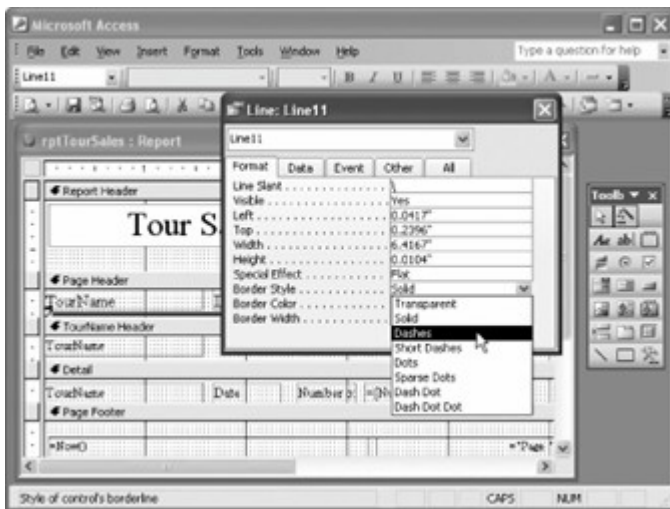 Microsoft Access
File Edit View Insert Format Tools Window Help
Type a question for help
Line11
B I U
A
rptTourSales : Report
Report Header
Tour S
Page Header
TourName
TourName Header
TourName
Detail
TourName Date Number
Page Footer
=Now() ="Page "
Line: Line11
Line11
Format Data Event Other All
Line Slant \
Visible Yes
Left 0.0417"
Top 0.2396"
Width 6.4167"
Height 0.0104"
Special Effect Flat
Border Style Solid
Border Color
Border Width
Transparent
Solid
Dashes
Short Dashes
Dots
Sparse Dots
Dash Dot
Dash Dot Dot
Toolb
Aa ab|
Style of control's borderline
CAPS NUM